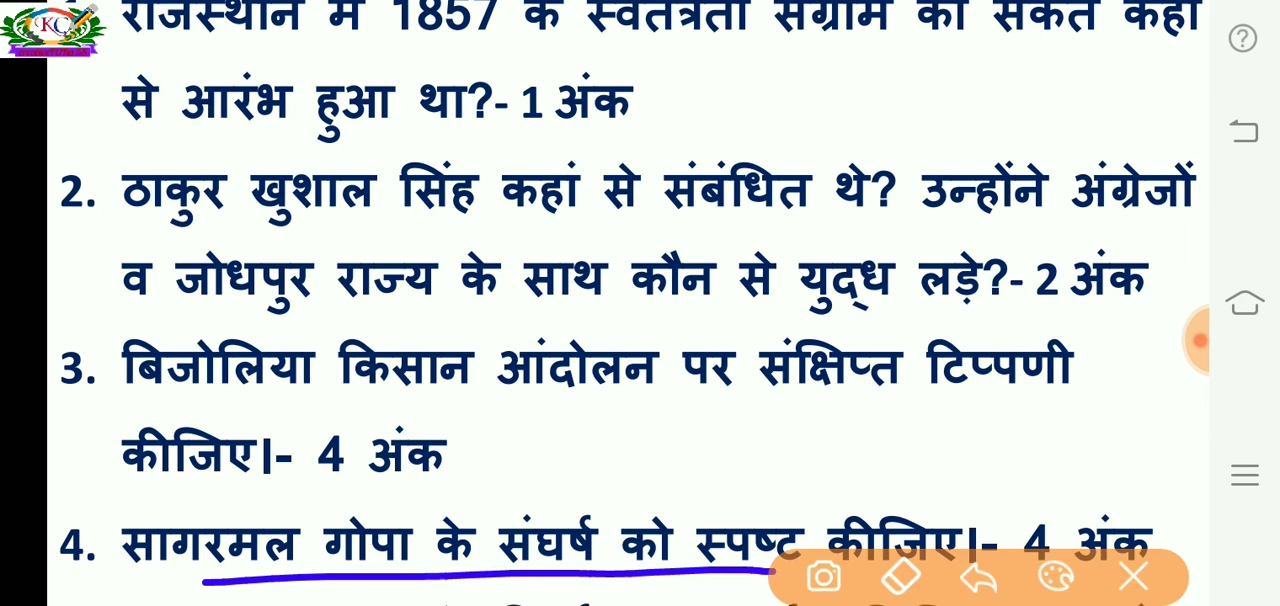 राजस्थान में 1857 के स्वतंत्रता संग्राम का संकेत कहां
से आरंभ हुआ था?- 1 अंक
2. ठाकुर खुशाल सिंह कहां से संबंधित थे? उन्होंने अंग्रेजों
व जोधपुर राज्य के साथ कौन से युद्ध लड़े?- 2 अंक
3. बिजोलिया किसान आंदोलन पर संक्षिप्त टिप्पणी
कीजिए।- 4 अंक
4. सागरमल गोपा के संघर्ष को स्पष्ट कीजिए।- 4 अंक
KC